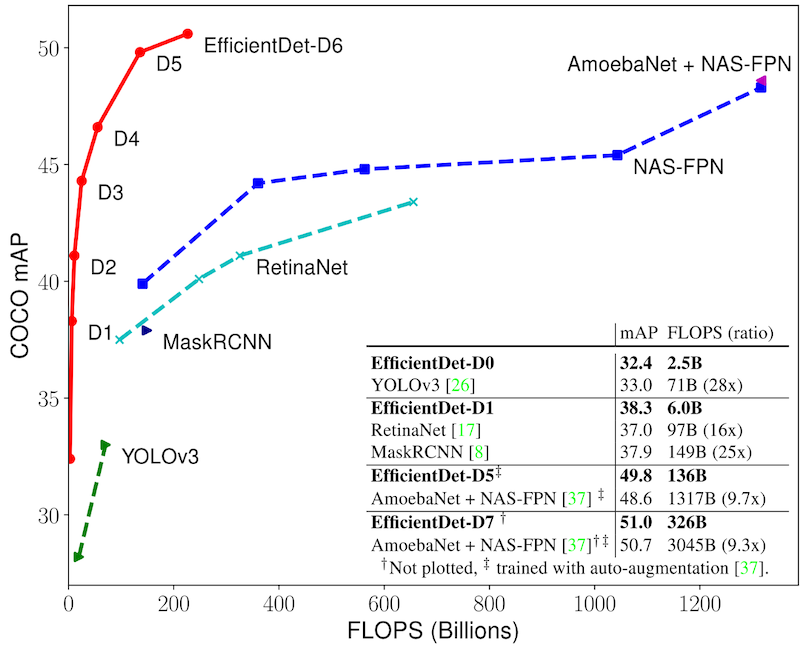 50
45
40
35
30
0
200
400
600
800
1000
1200
COCO mAP
FLOPS (Billions)
EfficientDet-D6
D5
D4
D3
D2
D1
AmoebaNet + NAS-FPN
NAS-FPN
RetinaNet
MaskRCNN
YOLOv3
mAP FLOPS (ratio)
EfficientDet-D0 32.4 2.5B
YOLOv3 [26] 33.0 71B (28x)
EfficientDet-D1 38.3 6.0B
RetinaNet [17] 37.0 97B (16x)
MaskRCNN [8] 37.9 149B (25x)
EfficientDet-D5‡ 49.8 136B
AmoebaNet + NAS-FPN [37] ‡ 48.6 1317B (9.7x)
EfficientDet-D7 † 51.0 326B
AmoebaNet + NAS-FPN [37]†‡ 50.7 3045B (9.3x)
†Not plotted, ‡ trained with auto-augmentation [37].